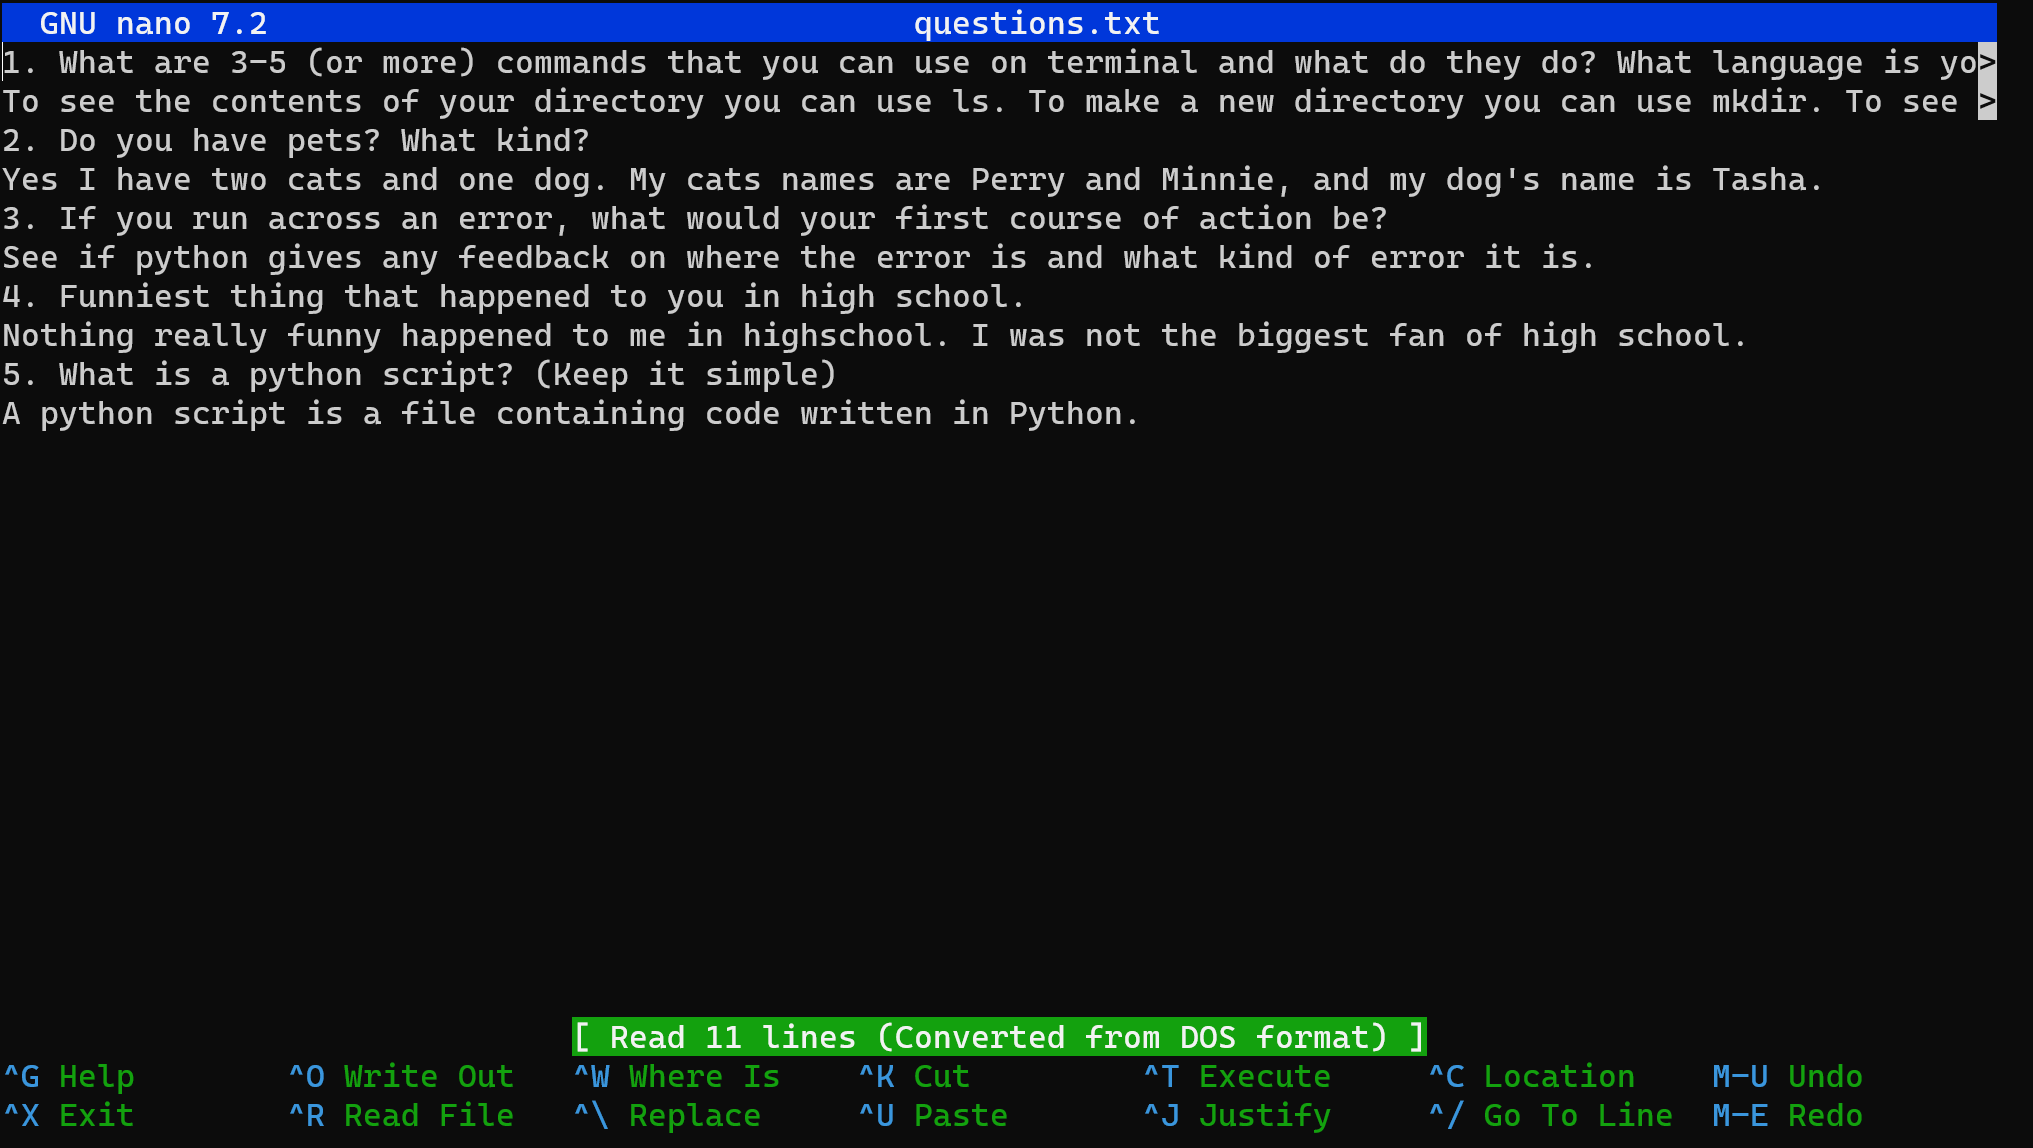 GNU nano 7.2 questions.txt
1. What are 3-5 (or more) commands that you can use on terminal and what do they do? What language is yo>
To see the contents of your directory you can use ls. To make a new directory you can use mkdir. To see >
2. Do you have pets? What kind?
Yes I have two cats and one dog. My cats names are Perry and Minnie, and my dog's name is Tasha.
3. If you run across an error, what would your first course of action be?
See if python gives any feedback on where the error is and what kind of error it is.
4. Funniest thing that happened to you in high school.
Nothing really funny happened to me in highschool. I was not the biggest fan of high school.
5. What is a python script? (Keep it simple)
A python script is a file containing code written in Python.
[ Read 11 lines (Converted from DOS format) ]
^G Help ^O Write Out ^W Where Is ^K Cut ^T Execute ^C Location M-U Undo
^X Exit ^R Read File ^\ Replace ^U Paste ^J Justify ^/ Go To Line M-E Redo